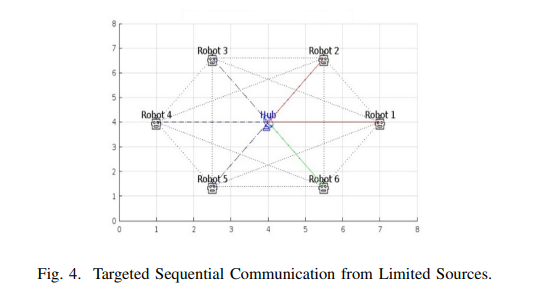 8
7
Robot 3
Robot 2
6
5
Robot 4
Hub
Robot 1
4
3
Robot 5
Robot 6
2
1
0
0 1 2 3 4 5 6 7 8
Fig. 4. Targeted Sequential Communication from Limited Sources.